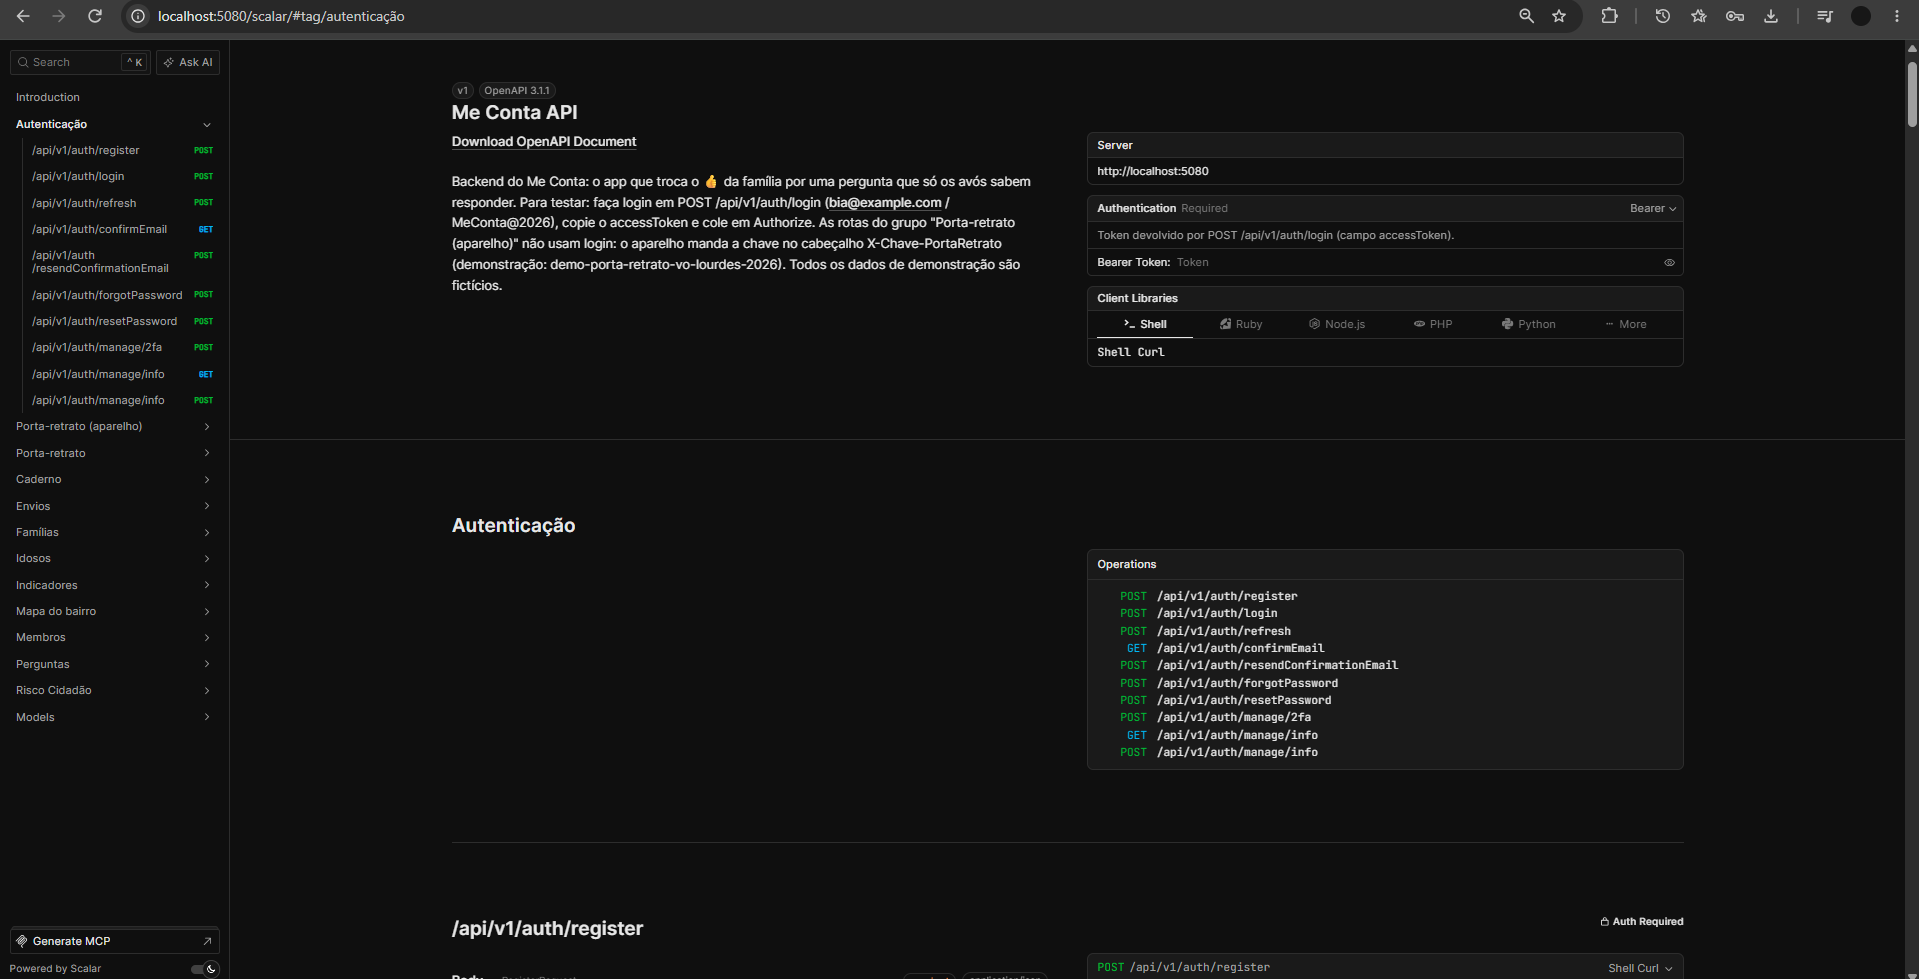 localhost:5080/scalar/#tag/autenticação
Search
^ K
Ask AI
Introduction
Autenticação
/api/v1/auth/register POST
/api/v1/auth/login POST
/api/v1/auth/refresh POST
/api/v1/auth/confirmEmail GET
/api/v1/auth
/resendConfirmationEmail POST
/api/v1/auth/forgotPassword POST
/api/v1/auth/resetPassword POST
/api/v1/auth/manage/2fa POST
/api/v1/auth/manage/info GET
/api/v1/auth/manage/info POST
Porta-retrato (aparelho)
Porta-retrato
Caderno
Envios
Famílias
Idosos
Indicadores
Mapa do bairro
Membros
Perguntas
Risco Cidadão
Models
Generate MCP
Powered by Scalar
v1 OpenAPI 3.1.1
Me Conta API
Download OpenAPI Document
Backend do Me Conta: o app que troca o 👍 da família por uma pergunta que só os avós sabem
responder. Para testar: faça login em POST /api/v1/auth/login (bia@example.com /
MeConta@2026), copie o accessToken e cole em Authorize. As rotas do grupo "Porta-retrato
(aparelho)" não usam login: o aparelho manda a chave no cabeçalho X-Chave-PortaRetrato
(demonstração: demo-porta-retrato-vo-lourdes-2026). Todos os dados de demonstração são
fictícios.
Server
http://localhost:5080
Authentication Required Bearer
Token devolvido por POST /api/v1/auth/login (campo accessToken).
Bearer Token: Token
Client Libraries
Shell Ruby Node.js PHP Python More
Shell Curl
Autenticação
Operations
POST /api/v1/auth/register
POST /api/v1/auth/login
POST /api/v1/auth/refresh
GET /api/v1/auth/confirmEmail
POST /api/v1/auth/resendConfirmationEmail
POST /api/v1/auth/forgotPassword
POST /api/v1/auth/resetPassword
POST /api/v1/auth/manage/2fa
GET /api/v1/auth/manage/info
POST /api/v1/auth/manage/info
/api/v1/auth/register
Auth Required
POST /api/v1/auth/register Shell Curl